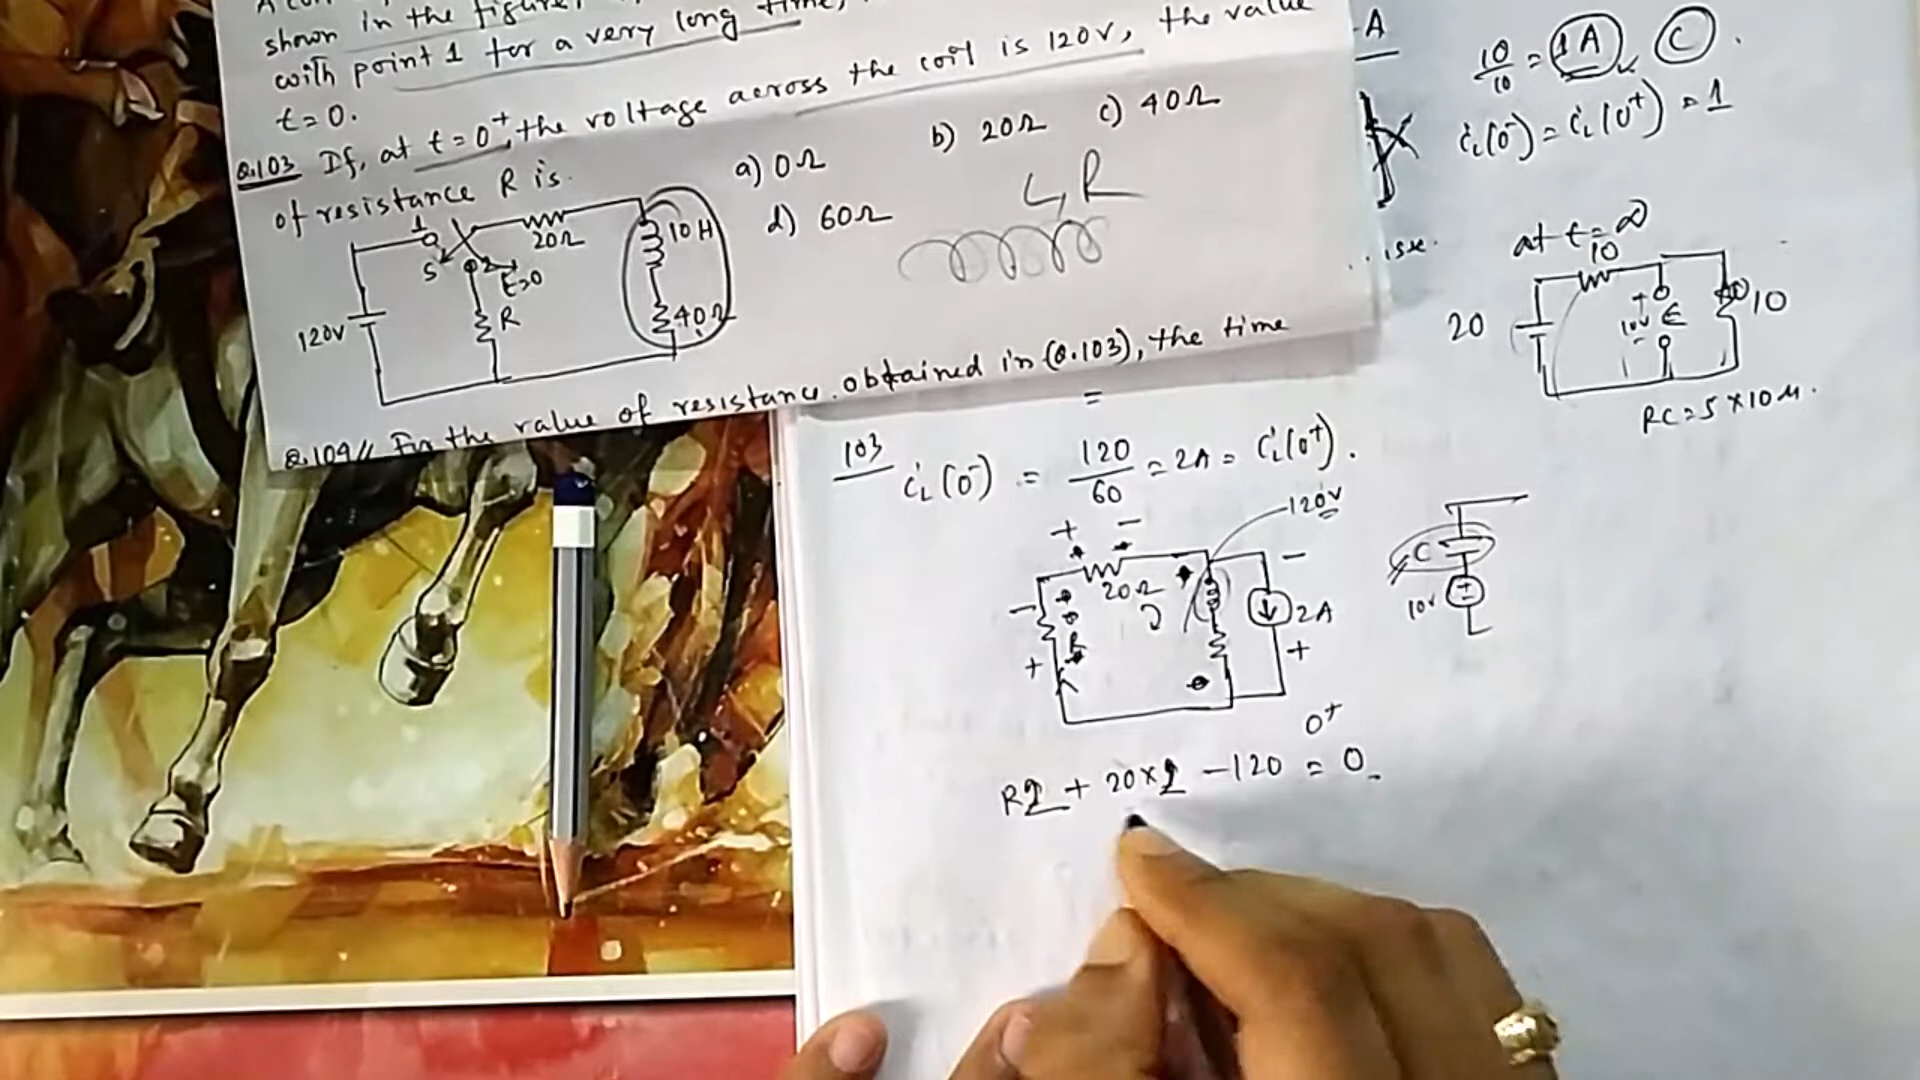 shown in the figure,
with point 1 for a very long time,
t=0.
Q.103 If, at t=0⁺, the voltage across the coil is 120V, the value
of resistance R is.
a) 0Ω
b) 20Ω
c) 40Ω
d) 60Ω
L, R
1
S
2
t>0
20Ω
10H
40Ω
R
120V
Q.104// For the value of resistance obtained in (Q.103), the time
-A
10/10 = 1A C
iL(0⁻) = iL(0⁺) = 1
at t=∞
10
20
10V
10
RC = 5×10μ.
103
iL(0⁻) = 120/60 = 2A = iL(0⁺).
120V
+ -
20Ω
-
R
+
-
2A
+
C
10V
0⁺
R2 + 20×2 - 120 = 0